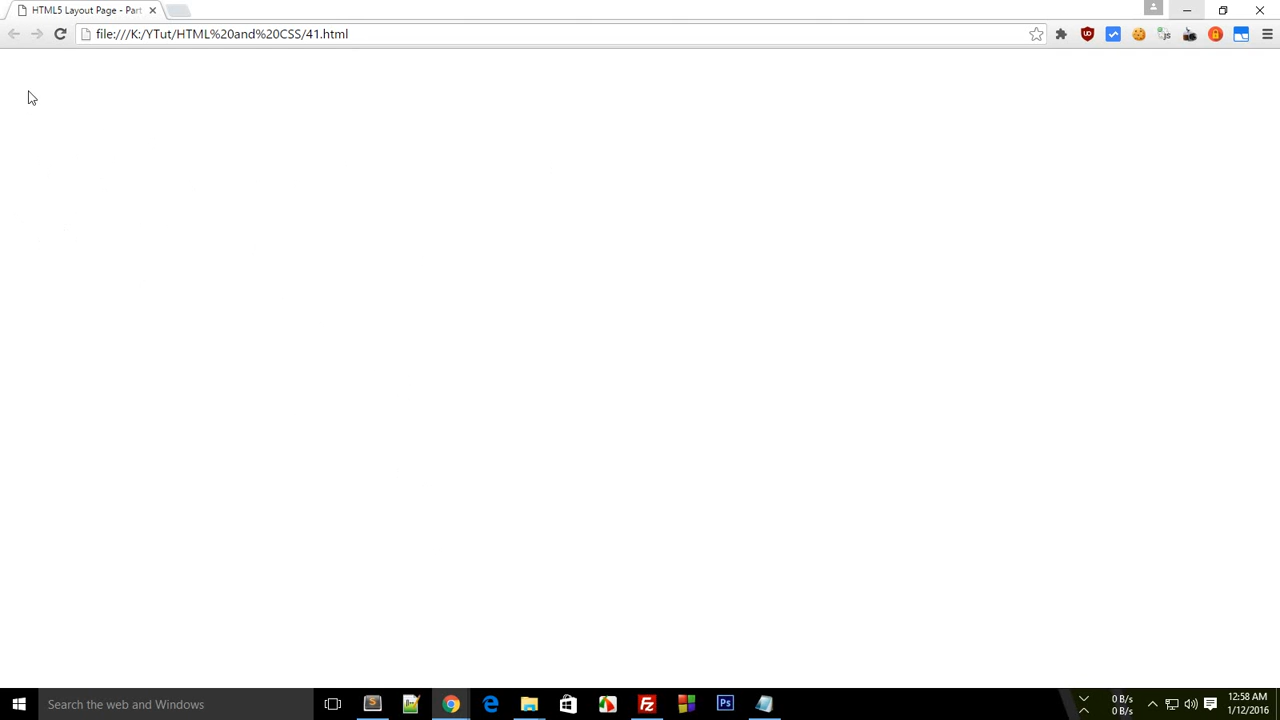 HTML5 Layout Page - Part
file:///K:/YTut/HTML%20and%20CSS/41.html
Search the web and Windows
0 B/s
0 B/s
12:58 AM
1/12/2016